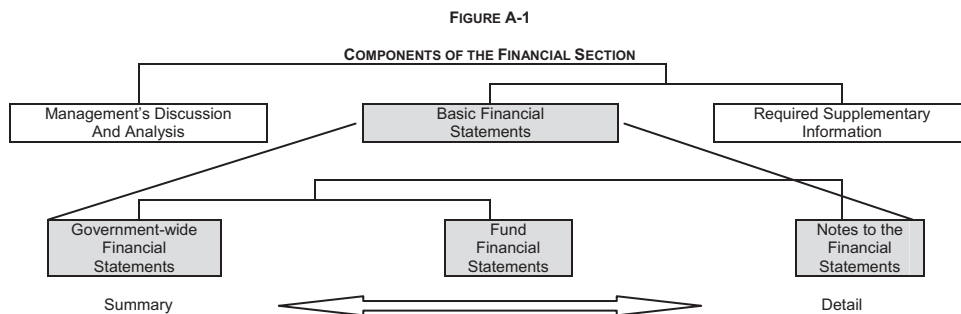 FIGURE A-1
COMPONENTS OF THE FINANCIAL SECTION
Management's Discussion
And Analysis
Basic Financial
Statements
Required Supplementary
Information
Government-wide
Financial
Statements
Fund
Financial
Statements
Notes to the
Financial
Statements
Summary
Detail